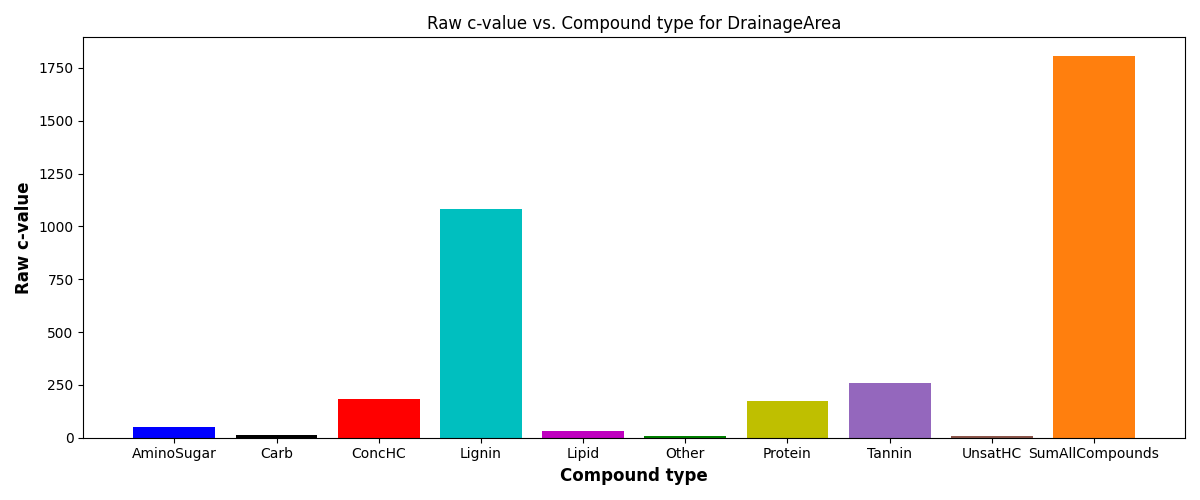 Raw c-value vs. Compound type for DrainageArea
1750
1500
1250
1000
750
500
250
0
Raw c-value
AminoSugar Carb ConcHC Lignin Lipid Other Protein Tannin UnsatHC SumAllCompounds
Compound type